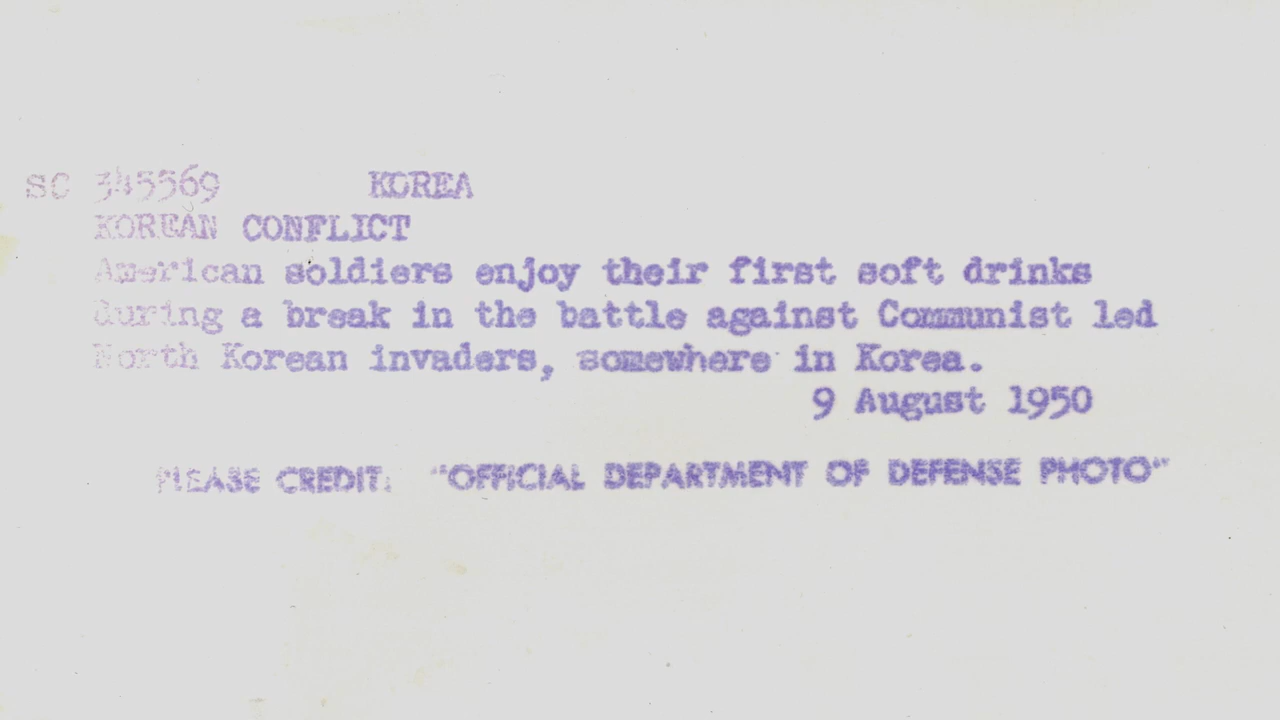 SC 345569 KOREA
KOREAN CONFLICT
American soldiers enjoy their first soft drinks
during a break in the battle against Communist led
North Korean invaders, somewhere in Korea.
9 August 1950
PLEASE CREDIT: "OFFICIAL DEPARTMENT OF DEFENSE PHOTO"